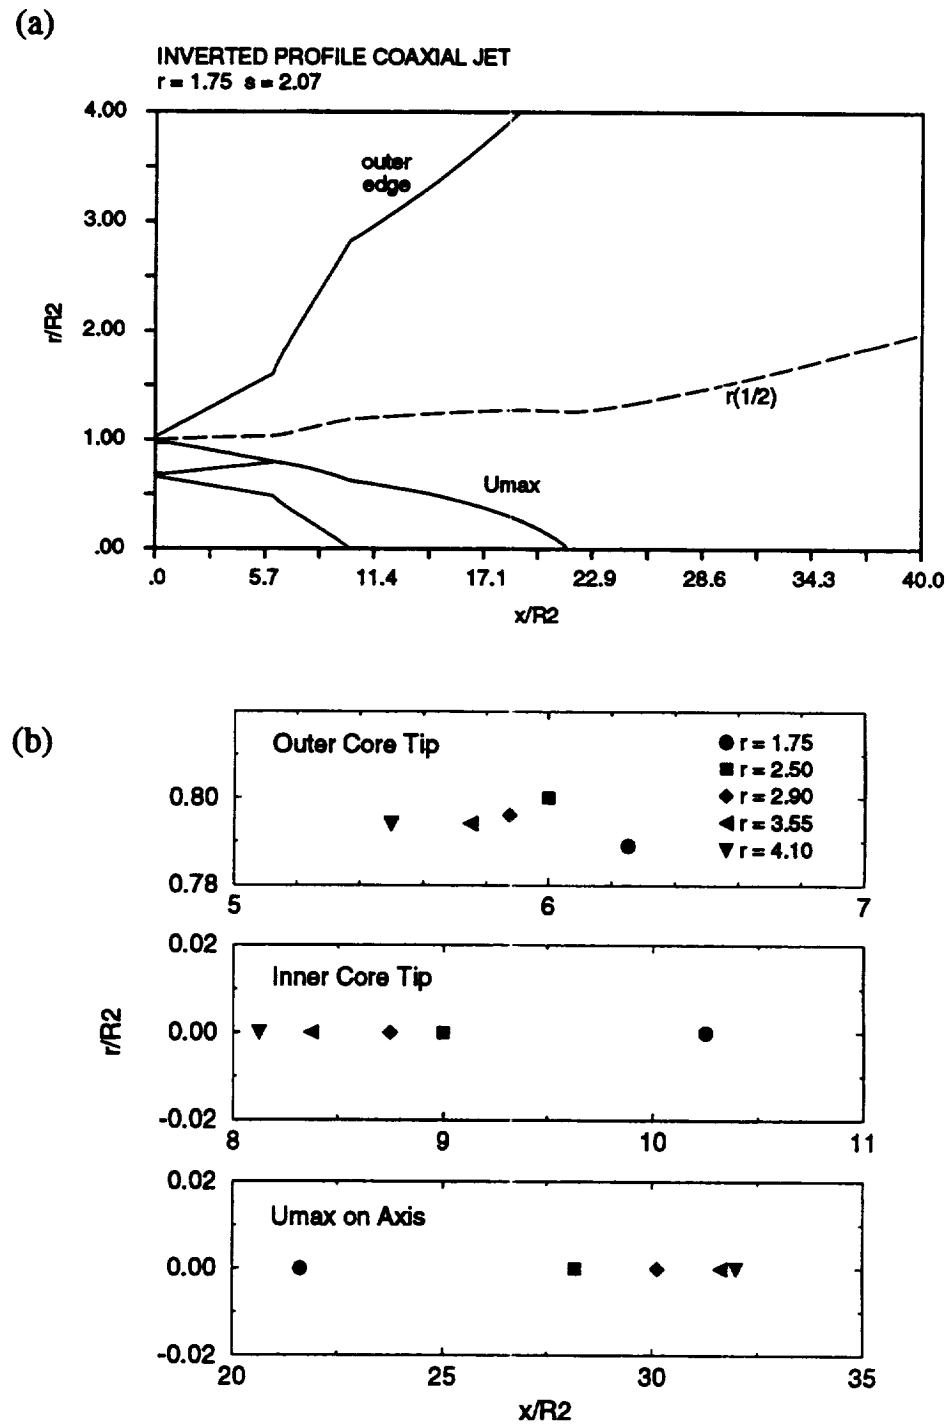 (a)
INVERTED PROFILE COAXIAL JET
r = 1.75 s = 2.07
4.00
3.00
2.00
1.00
.00
r/R2
outer
edge
r(1/2)
Umax
.0 5.7 11.4 17.1 22.9 28.6 34.3 40.0
x/R2
(b)
Outer Core Tip
r = 1.75
r = 2.50
r = 2.90
r = 3.55
r = 4.10
0.80
0.78
5 6 7
0.02
Inner Core Tip
0.00
-0.02
8 9 10 11
r/R2
0.02
Umax on Axis
0.00
-0.02
20 25 30 35
x/R2